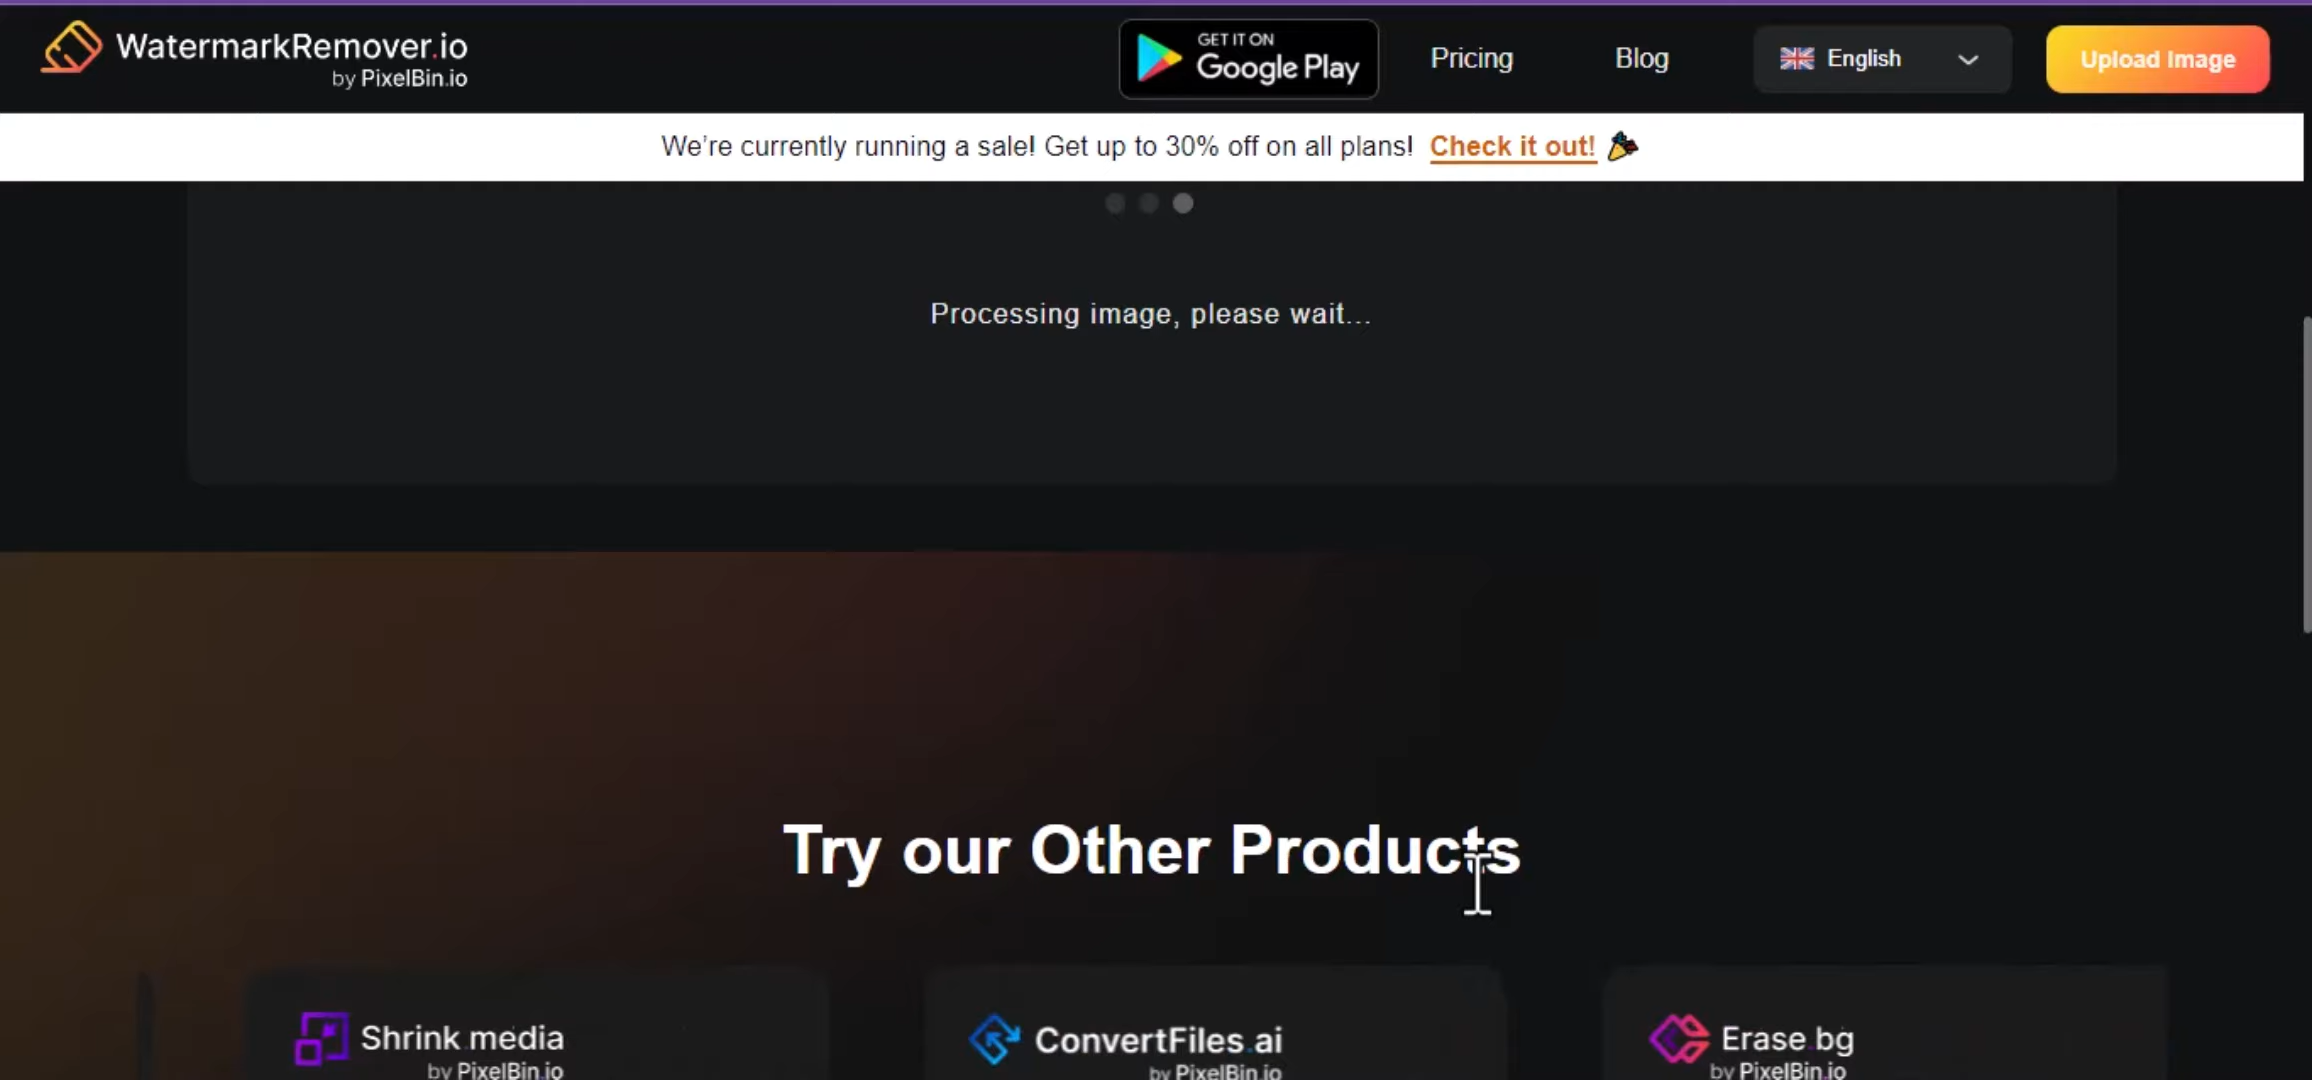 WatermarkRemover.io
by PixelBin.io
GET IT ON
Google Play
Pricing
Blog
English
Upload Image
We're currently running a sale! Get up to 30% off on all plans! Check it out!
Processing image, please wait...
Try our Other Products
Shrink.media
by PixelBin.io
ConvertFiles.ai
by PixelBin.io
Erase.bg
by PixelBin.io